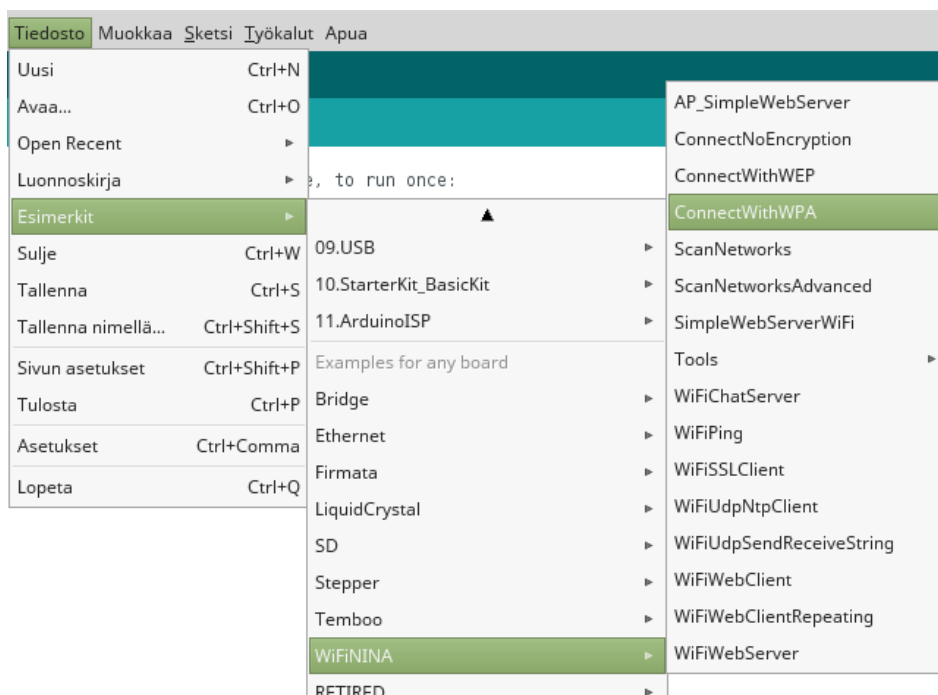 Tiedosto Muokkaa Sketsi Työkalut Apua
Uusi Ctrl+N
Avaa... Ctrl+O
Open Recent
Luonnoskirja
Esimerkit
Sulje Ctrl+W
Tallenna Ctrl+S
Tallenna nimellä... Ctrl+Shift+S
Sivun asetukset Ctrl+Shift+P
Tulosta Ctrl+P
Asetukset Ctrl+Comma
Lopeta Ctrl+Q
, to run once:
09.USB
10.StarterKit_BasicKit
11.ArduinoISP
Examples for any board
Bridge
Ethernet
Firmata
LiquidCrystal
SD
Stepper
Temboo
WiFiNINA
RETIRED
AP_SimpleWebServer
ConnectNoEncryption
ConnectWithWEP
ConnectWithWPA
ScanNetworks
ScanNetworksAdvanced
SimpleWebServerWiFi
Tools
WiFiChatServer
WiFiPing
WiFiSSLClient
WiFiUdpNtpClient
WiFiUdpSendReceiveString
WiFiWebClient
WiFiWebClientRepeating
WiFiWebServer